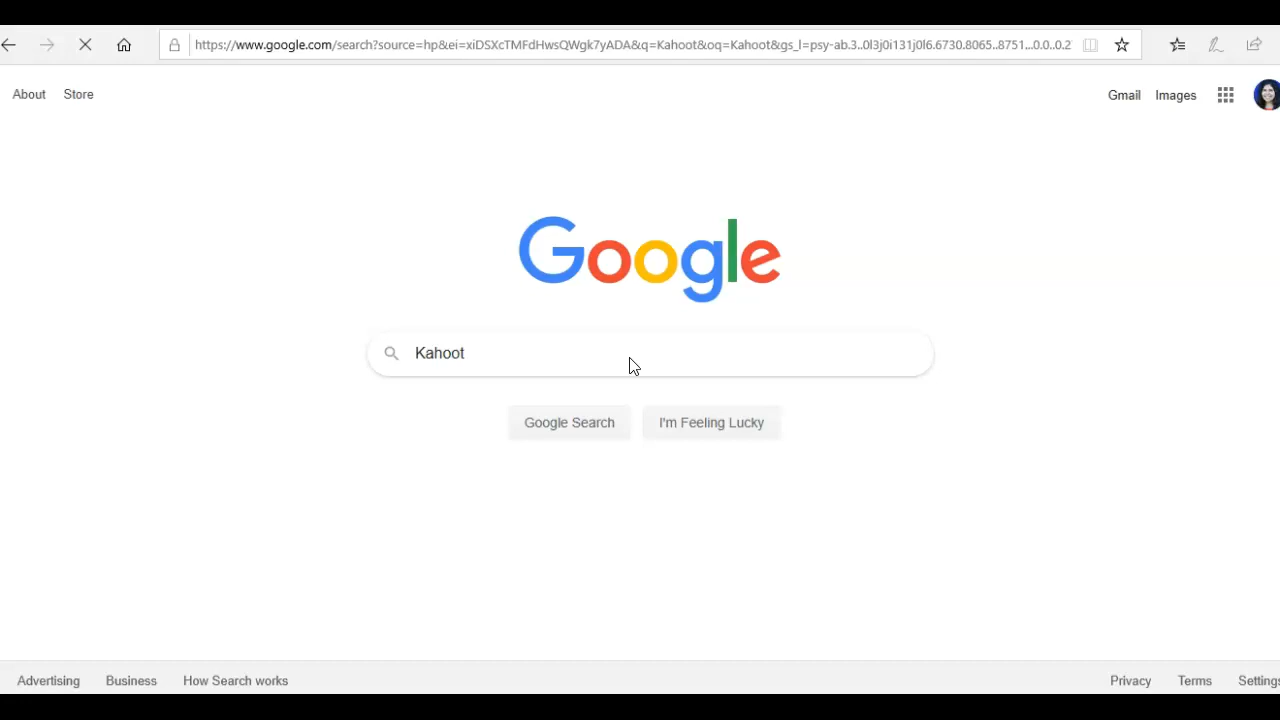 https://www.google.com/search?source=hp&ei=xiDSXcTMFdHwsQWgk7yADA&q=Kahoot&oq=Kahoot&gs_l=psy-ab.3..0l3j0i131j0l6.6730.8065..8751...0.0..0.2
About Store Gmail Images
Google
Kahoot
Google Search I'm Feeling Lucky
Advertising Business How Search works Privacy Terms Settings